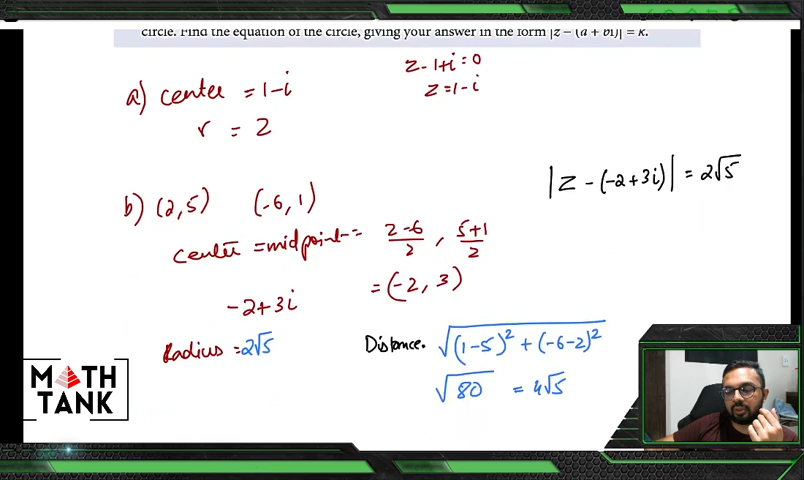 circle. Find the equation of the circle, giving your answer in the form |z − (a + bi)| = k.
z-1+i=0
z=1-i
a) center =1-i
r = 2
|z - (-2+3i)| = 2√5
b) (2,5) (-6,1)
center =midpoint= (2-6)/2 , (5+1)/2
= (-2, 3)
-2+3i
Radius =2√5
Distance. √((1-5)² + (-6-2)²)
√80 = 4√5
MATH
TANK